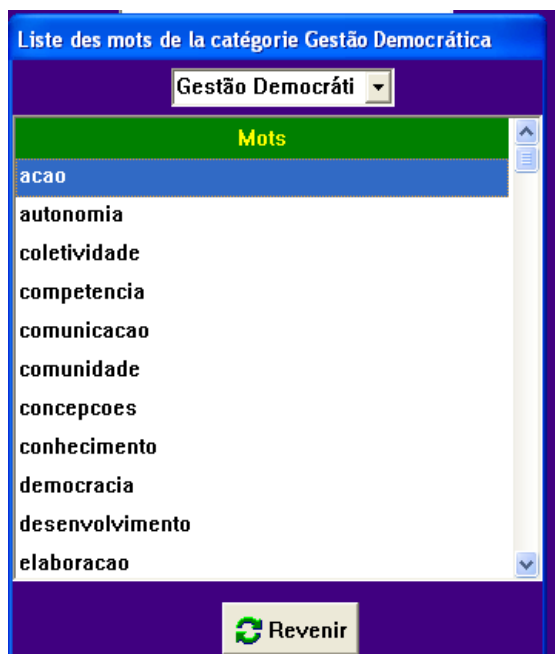 Liste des mots de la catégorie Gestão Democrática
Gestão Democráti
Mots
acao
autonomia
coletividade
competencia
comunicacao
comunidade
concepcoes
conhecimento
democracia
desenvolvimento
elaboracao
Revenir